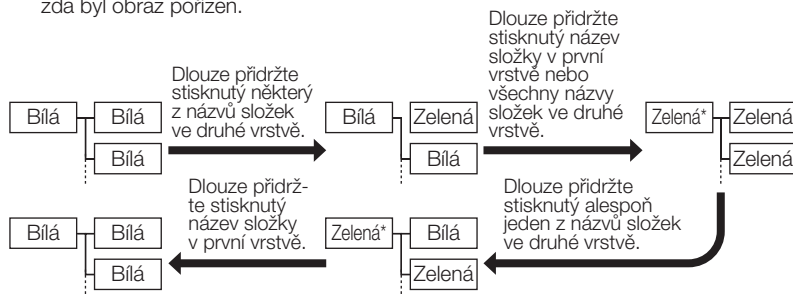 zda byl obraz pořízen.
Dlouze přidržte
stisknutý některý
z názvů složek
ve druhé vrstvě.
Dlouze přidržte
stisknutý název
složky v první
vrstvě nebo
všechny názvy
složek ve druhé
vrstvě.
Bílá Bílá
Bílá
Bílá Zelená
Bílá
Zelená* Zelená
Zelená
Dlouze přidrž-
te stisknutý
název složky
v první vrstvě.
Dlouze přidržte
stisknutý alespoň
jeden z názvů složek
ve druhé vrstvě.
Bílá Bílá
Bílá
Zelená* Bílá
Zelená